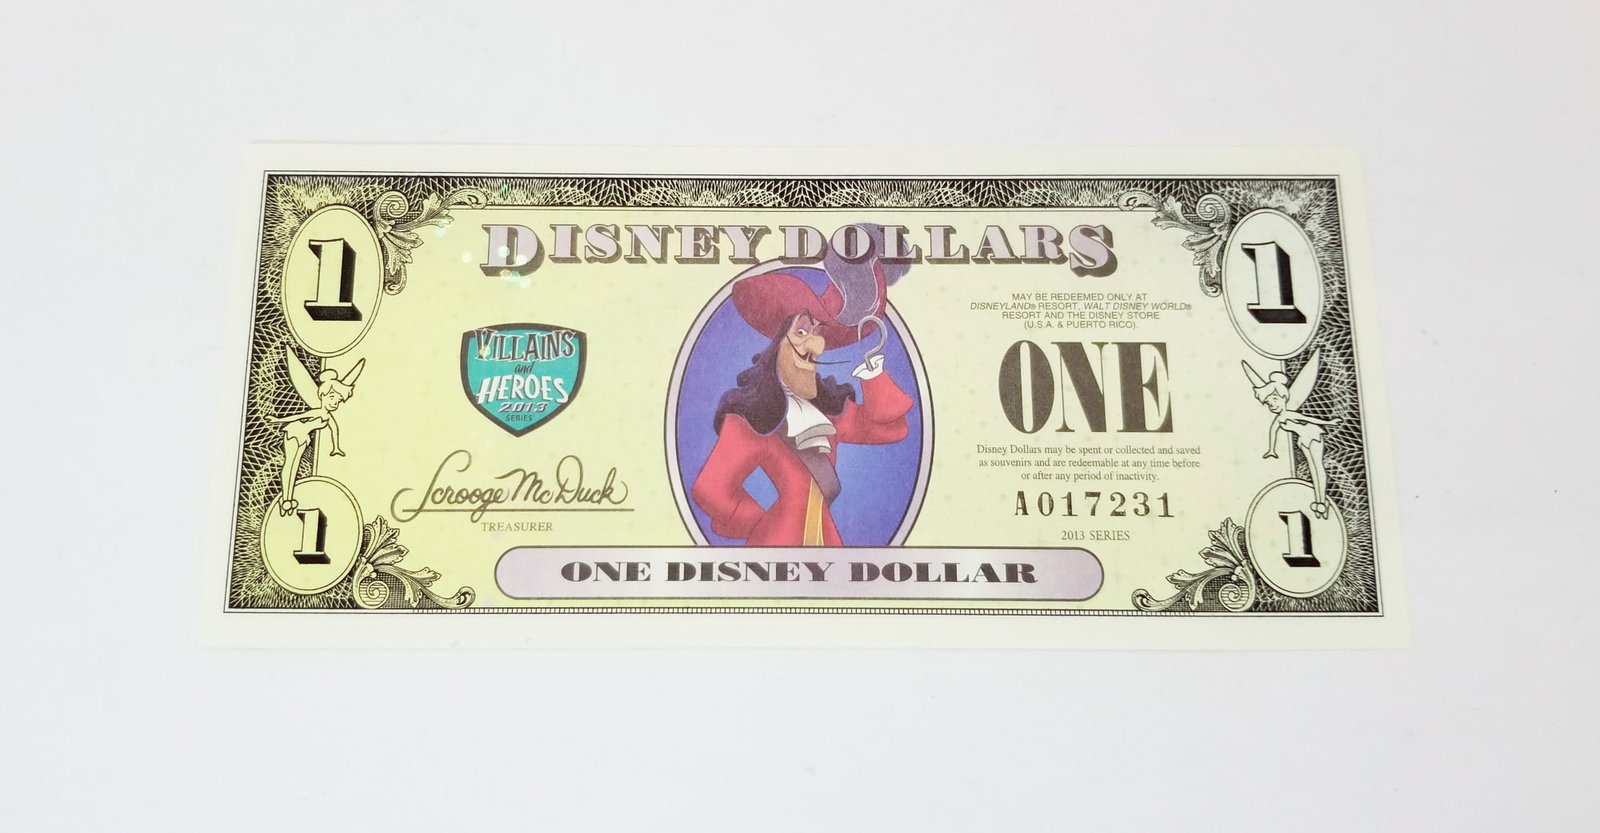 1
1
DISNEY DOLLARS
MAY BE REDEEMED ONLY AT
DISNEYLAND® RESORT, WALT DISNEY WORLD®
RESORT AND THE DISNEY STORE
(U.S.A. & PUERTO RICO).
VILLAINS
and
HEROES
2013
SERIES
ONE
Disney Dollars may be spent or collected and saved
as souvenirs and are redeemable at any time before
or after any period of inactivity.
Scrooge McDuck
TREASURER
A017231
2013 SERIES
1
1
ONE DISNEY DOLLAR